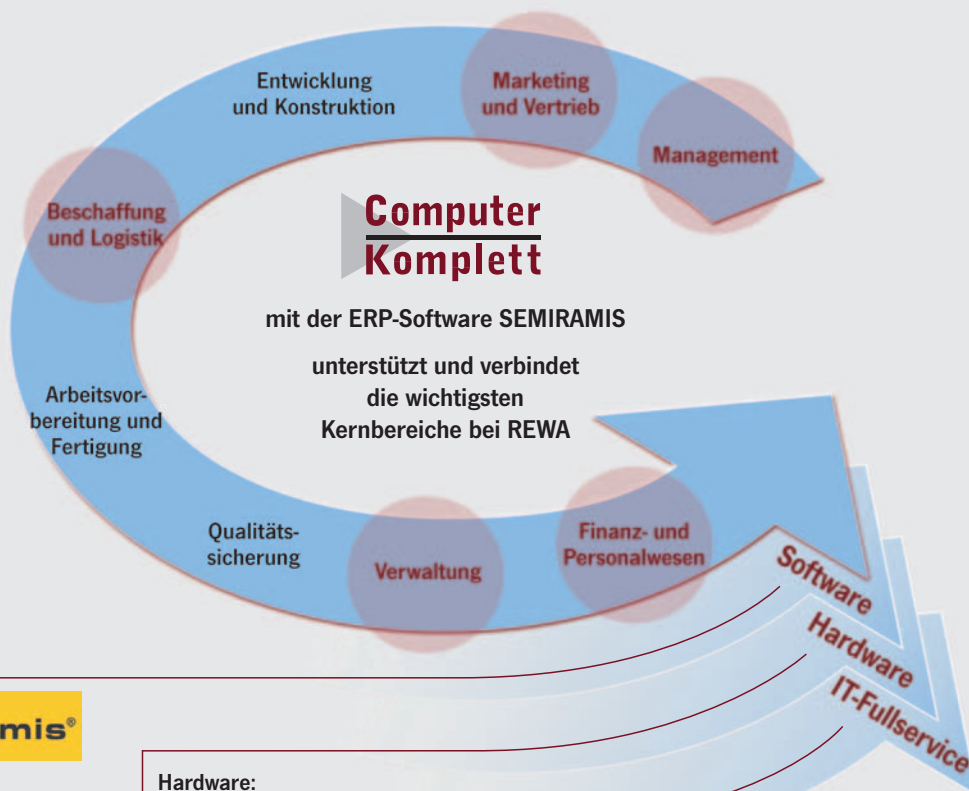 Entwicklung
und Konstruktion
Marketing
und Vertrieb
Management
Beschaffung
und Logistik
Computer
Komplett
mit der ERP-Software SEMIRAMIS
unterstützt und verbindet
die wichtigsten
Kernbereiche bei REWA
Arbeitsvor-
bereitung und
Fertigung
Qualitäts-
sicherung
Verwaltung
Finanz- und
Personalwesen
Software
Hardware
IT-Fullservice
mis®
Hardware: